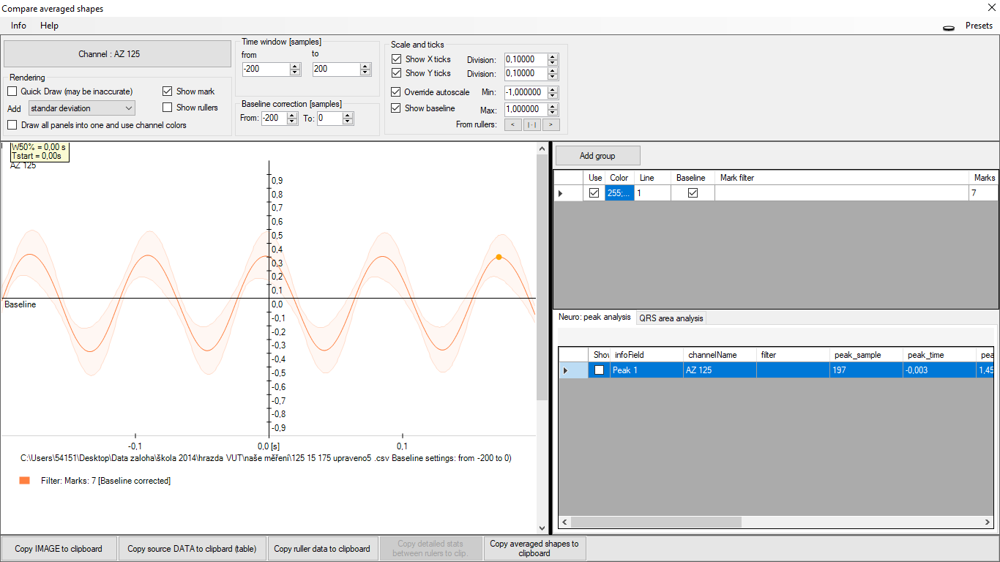 Compare averaged shapes
Info Help Presets
Channel : AZ 125
Rendering
Quick Draw (may be inaccurate) Show mark
Add standar deviation Show rullers
Draw all panels into one and use channel colors
Time window [samples]
from to
-200 200
Baseline correction [samples]
From: -200 To: 0
Scale and ticks
Show X ticks Division: 0,10000
Show Y ticks Division: 0,10000
Override autoscale Min: -1,000000
Show baseline Max: 1,000000
From rullers: < |-| >
W50% = 0,00 s
Tstart = 0,00s
AZ 125
0,9
0,8
0,7
0,6
0,5
0,4
0,3
0,2
0,1
Baseline 0,0
-0,1
-0,2
-0,3
-0,4
-0,5
-0,6
-0,7
-0,8
-0,9
-0,1 0,0 [s] 0,1
C:\Users\54151\Desktop\Data zaloha\škola 2014\hrazda VUT\naše měření\125 15 175 upraveno5 .csv Baseline settings: from -200 to 0)
Filter: Marks: 7 [Baseline corrected]
Add group
Use Color Line Baseline Mark filter Marks
255;... 1 7
Neuro: peak analysis QRS area analysis
Show infoField channelName filter peak_sample peak_time pea
Peak 1 AZ 125 197 -0,003 1,45
Copy IMAGE to clipboard Copy source DATA to clipbard (table) Copy ruller data to clipboard
Copy detailed stats
between rulers to clip.
Copy averaged shapes to
clipboard